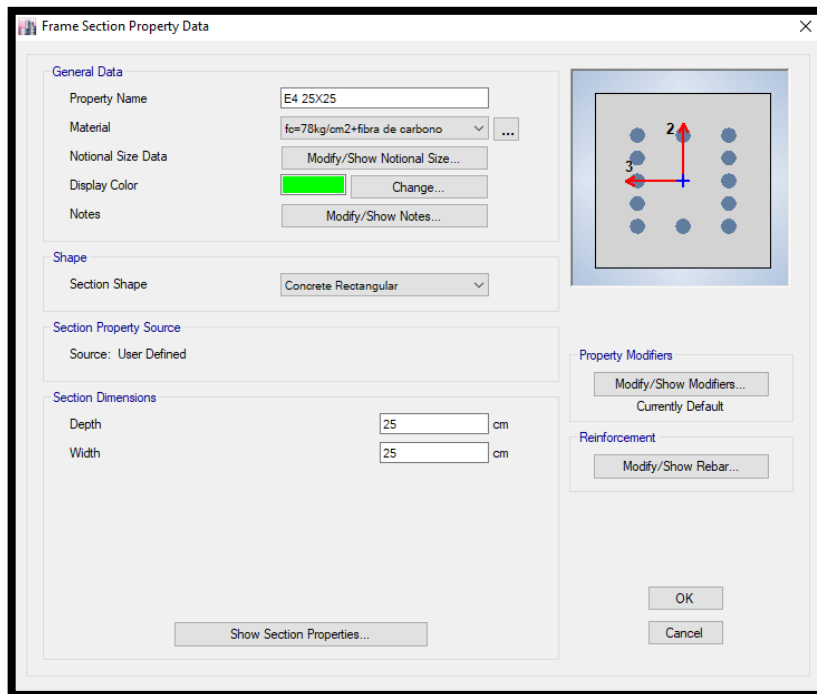 Frame Section Property Data
General Data
Property Name E4 25X25
Material fc=78kg/cm2+fibra de carbono ...
Notional Size Data Modify/Show Notional Size...
Display Color Change...
Notes Modify/Show Notes...
2
3
Shape
Section Shape Concrete Rectangular
Section Property Source
Source: User Defined
Property Modifiers
Modify/Show Modifiers...
Currently Default
Section Dimensions
Depth 25 cm
Width 25 cm
Reinforcement
Modify/Show Rebar...
OK
Show Section Properties...
Cancel